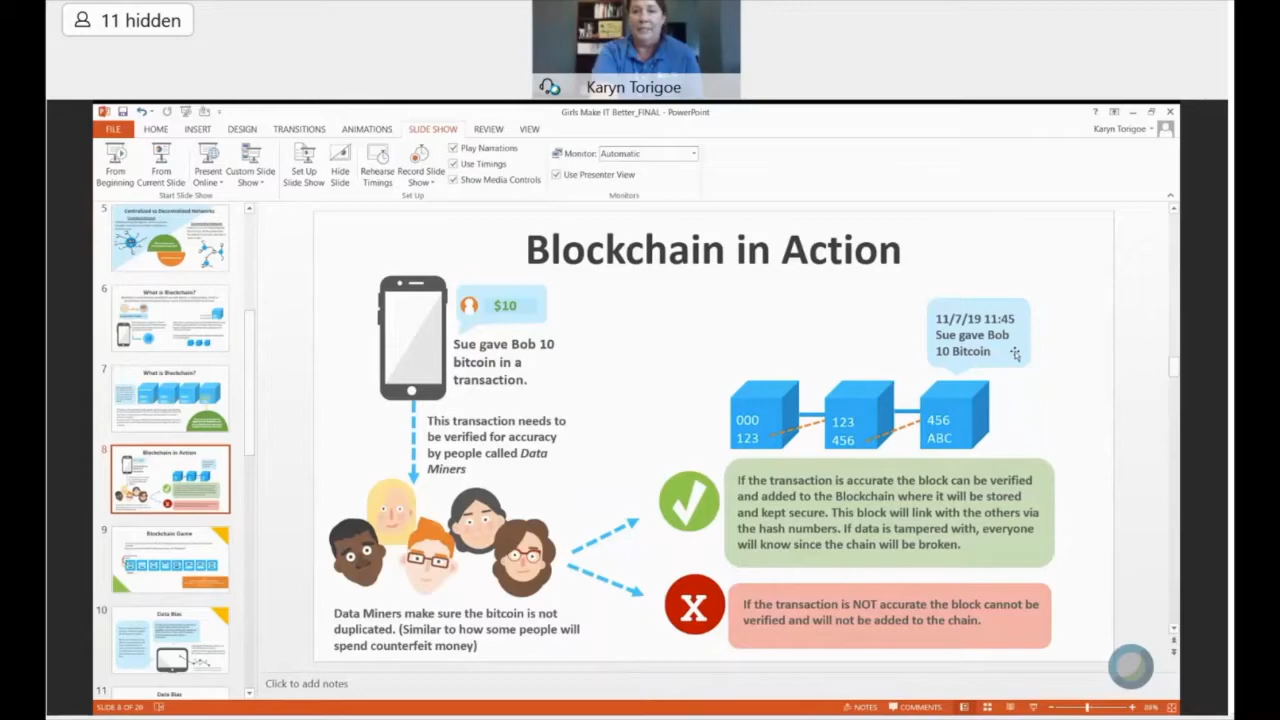 11 hidden
Karyn Torigoe
Girls Make IT Better_FINAL - PowerPoint
FILE HOME INSERT DESIGN TRANSITIONS ANIMATIONS SLIDE SHOW REVIEW VIEW
Karyn Torigoe
From Beginning
From Current Slide
Present Online
Custom Slide Show
Set Up Slide Show
Hide Slide
Rehearse Timings
Record Slide Show
Play Narrations
Use Timings
Show Media Controls
Monitor: Automatic
Use Presenter View
Start Slide Show
Set Up
Monitors
5
Centralized vs Decentralized Networks
6
What is Blockchain?
7
What is Blockchain?
8
Blockchain in Action
9
Blockchain Game
10
Data Bias
11
Data Bias
Blockchain in Action
$10
Sue gave Bob 10
bitcoin in a
transaction.
This transaction needs to
be verified for accuracy
by people called Data
Miners
Data Miners make sure the bitcoin is not
duplicated. (Similar to how some people will
spend counterfeit money)
11/7/19 11:45
Sue gave Bob
10 Bitcoin
000
123
123
456
456
ABC
If the transaction is accurate the block can be verified
and added to the Blockchain where it will be stored
and kept secure. This block will link with the others via
the hash numbers. If data is tampered with, everyone
will know since the chain will be broken.
X
If the transaction is NOT accurate the block cannot be
verified and will not be added to the chain.
Click to add notes
SLIDE 8 OF 29
NOTES
COMMENTS